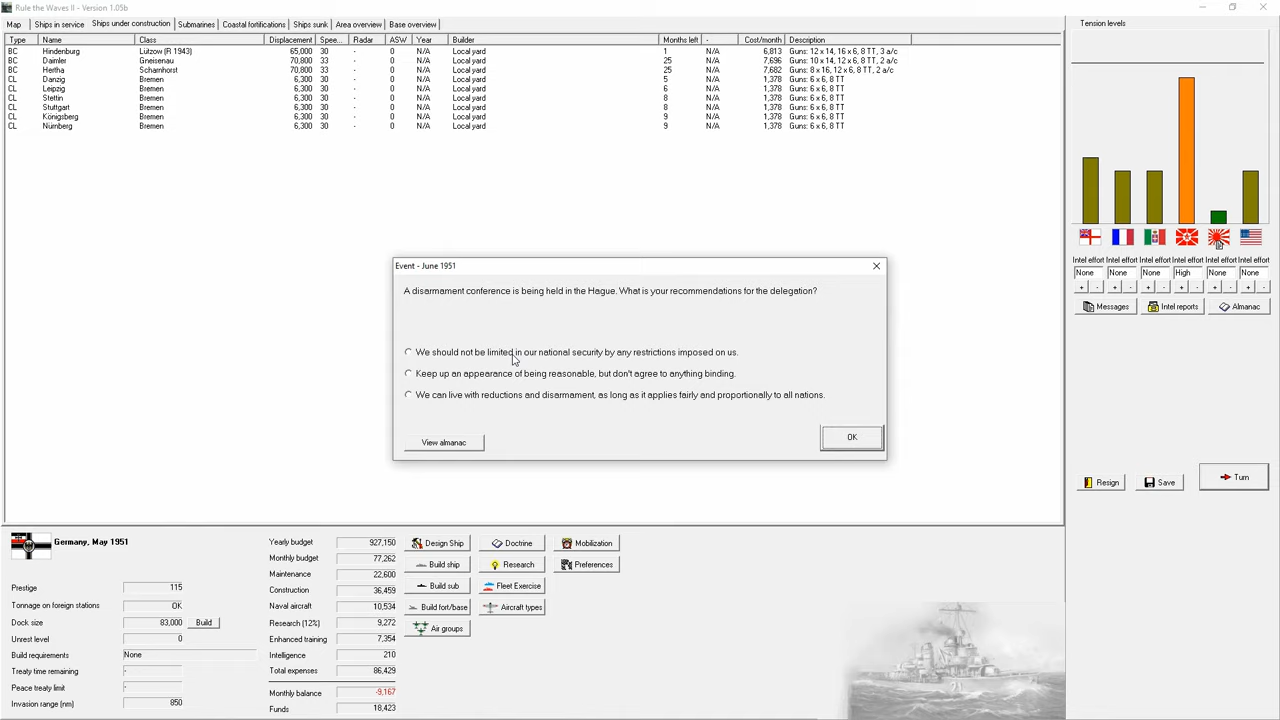 Rule the Waves II - Version 1.05b
Map Ships in service Ships under construction Submarines Coastal fortifications Ships sunk Area overview Base overview
Type Name Class Displacement Spee... Radar ASW Year Builder Months left - Cost/month Description
BC Hindenburg Lützow (R 1943) 65,000 30 - 0 N/A Local yard 1 N/A 6,813 Guns: 12 x 14, 16 x 6, 8 TT, 3 a/c
BC Daimler Gneisenau 70,800 33 - 0 N/A Local yard 25 N/A 7,696 Guns: 10 x 14, 12 x 6, 8 TT, 2 a/c
BC Hertha Scharnhorst 70,800 33 - 0 N/A Local yard 25 N/A 7,682 Guns: 8 x 16, 12 x 6, 8 TT, 2 a/c
CL Danzig Bremen 6,300 30 - 0 N/A Local yard 5 N/A 1,378 Guns: 6 x 6, 8 TT
CL Leipzig Bremen 6,300 30 - 0 N/A Local yard 6 N/A 1,378 Guns: 6 x 6, 8 TT
CL Stettin Bremen 6,300 30 - 0 N/A Local yard 8 N/A 1,378 Guns: 6 x 6, 8 TT
CL Stuttgart Bremen 6,300 30 - 0 N/A Local yard 8 N/A 1,378 Guns: 6 x 6, 8 TT
CL Königsberg Bremen 6,300 30 - 0 N/A Local yard 9 N/A 1,378 Guns: 6 x 6, 8 TT
CL Nürnberg Bremen 6,300 30 - 0 N/A Local yard 9 N/A 1,378 Guns: 6 x 6, 8 TT
Tension levels
Intel effort Intel effort Intel effort Intel effort Intel effort Intel effort
None None None High None None
+ - + - + - + - + - + -
Messages Intel reports Almanac
Event - June 1951
A disarmament conference is being held in the Hague. What is your recommendations for the delegation?
We should not be limited in our national security by any restrictions imposed on us.
Keep up an appearance of being reasonable, but don't agree to anything binding.
We can live with reductions and disarmament, as long as it applies fairly and proportionally to all nations.
View almanac OK
Resign Save Turn
Germany, May 1951
Prestige 115
Tonnage on foreign stations OK
Dock size 83,000 Build
Unrest level 0
Build requirements None
Treaty time remaining -
Peace treaty limit -
Invasion range (nm) 850
Yearly budget 927,150
Monthly budget 77,262
Maintenance 22,600
Construction 36,459
Naval aircraft 10,534
Research (12%) 9,272
Enhanced training 7,354
Intelligence 210
Total expenses 86,429
Monthly balance -9,167
Funds 18,423
Design Ship Doctrine Mobilization
Build ship Research Preferences
Build sub Fleet Exercise
Build fort/base Aircraft types
Air groups